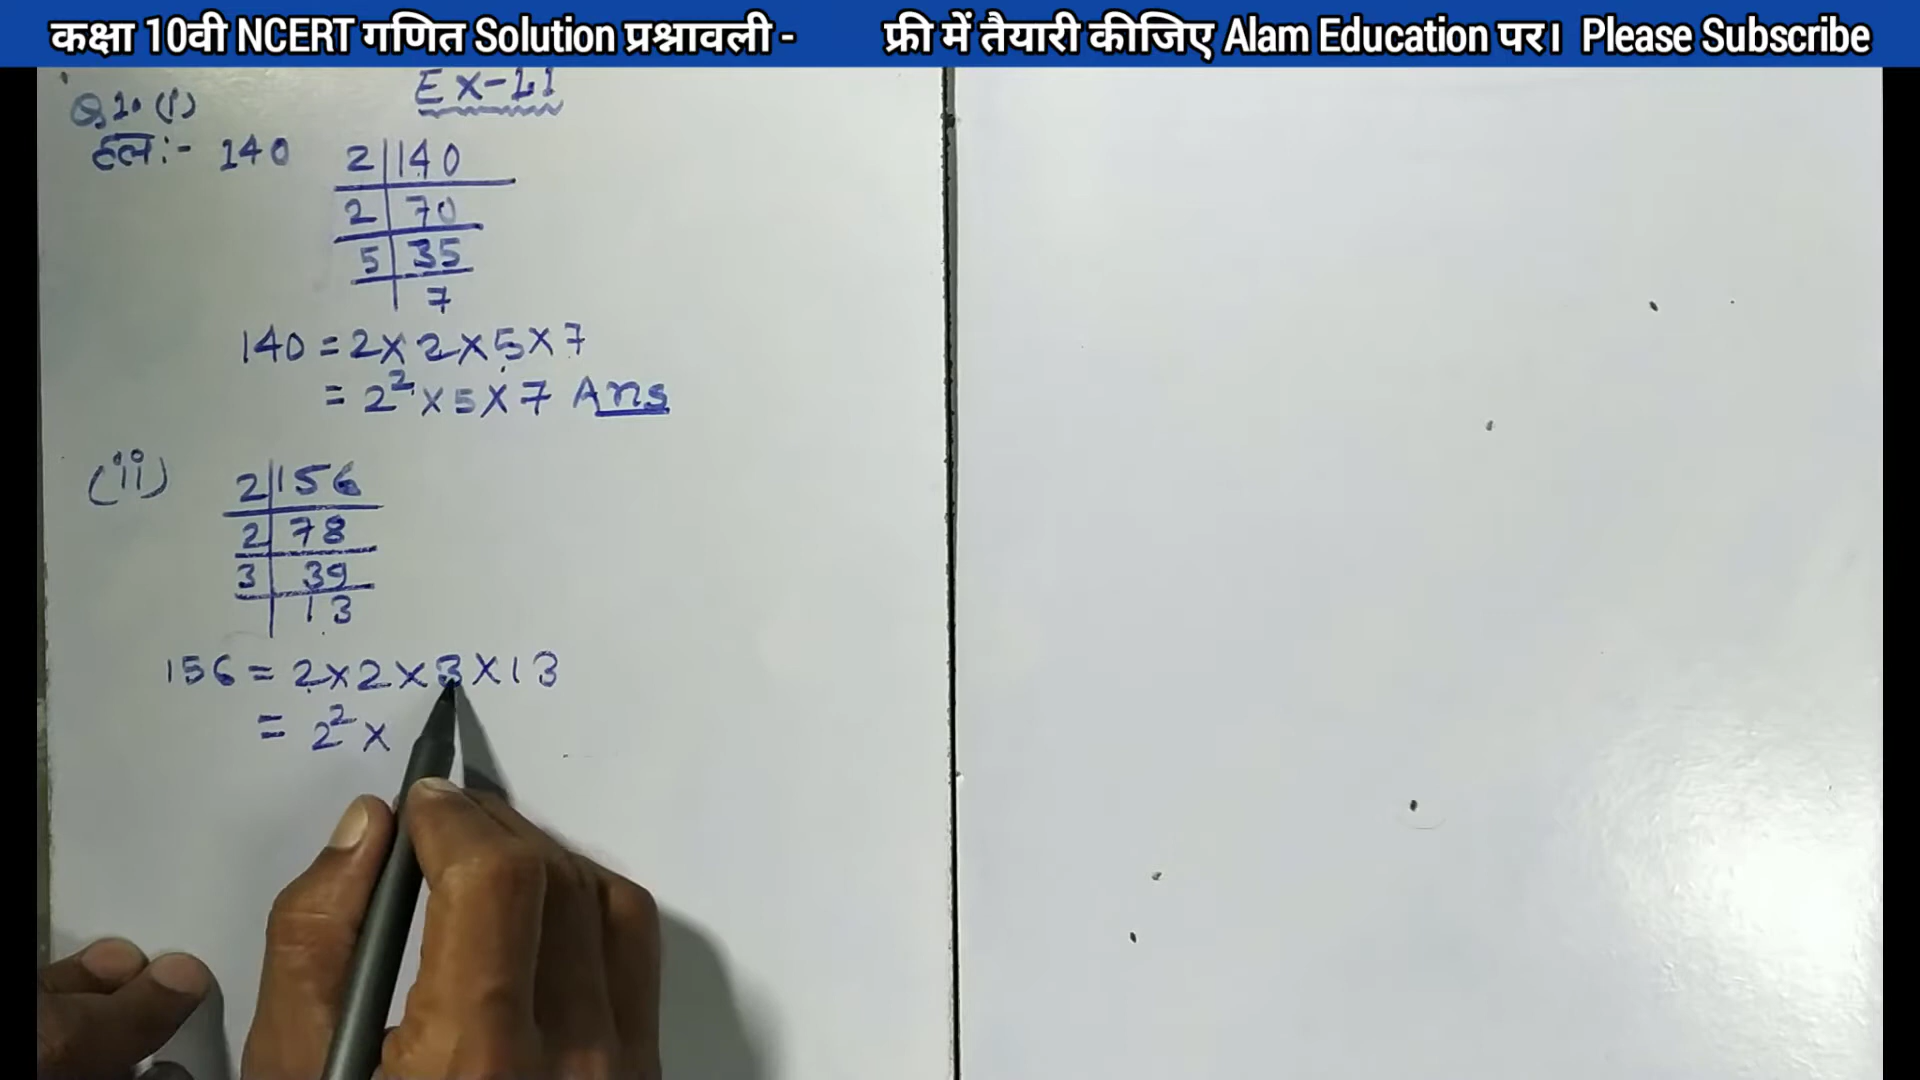 कक्षा 10वी NCERT गणित Solution प्रश्नावली -
फ्री में तैयारी कीजिए Alam Education पर। Please Subscribe
Ex-1.1
Q1. (i)
हल:- 140
2 140
2 70
5 35
7
140 = 2×2×5×7
= 2²×5×7 Ans
(ii)
2 156
2 78
3 39
13
156 = 2×2×3×13
= 2²×